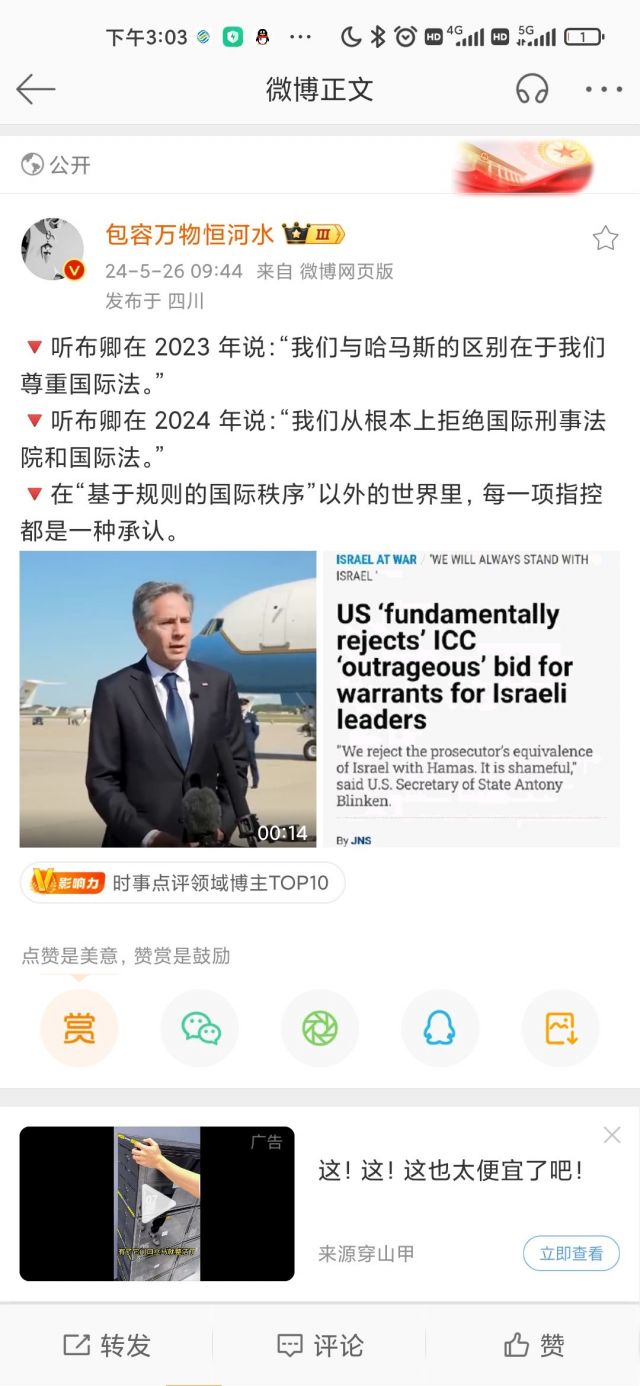 下午3:03
HD 4G HD 5G 1
微博正文
公开
包容万物恒河水 III
24-5-26 09:44 来自 微博网页版
发布于 四川
🔻听布卿在 2023 年说：“我们与哈马斯的区别在于我们
尊重国际法。”
🔻听布卿在 2024 年说：“我们从根本上拒绝国际刑事法
院和国际法。”
🔻在“基于规则的国际秩序”以外的世界里，每一项指控
都是一种承认。
00:14
ISRAEL AT WAR / 'WE WILL ALWAYS STAND WITH
ISRAEL '
US ‘fundamentally
rejects’ ICC
‘outrageous’ bid for
warrants for Israeli
leaders
"We reject the prosecutor's equivalence
of Israel with Hamas. It is shameful,"
said U.S. Secretary of State Antony
Blinken.
By JNS
影响力 时事点评领域博主TOP10
点赞是美意，赞赏是鼓励
赏
广告
这！这！这也太便宜了吧！
来源穿山甲
立即查看
转发 评论 赞